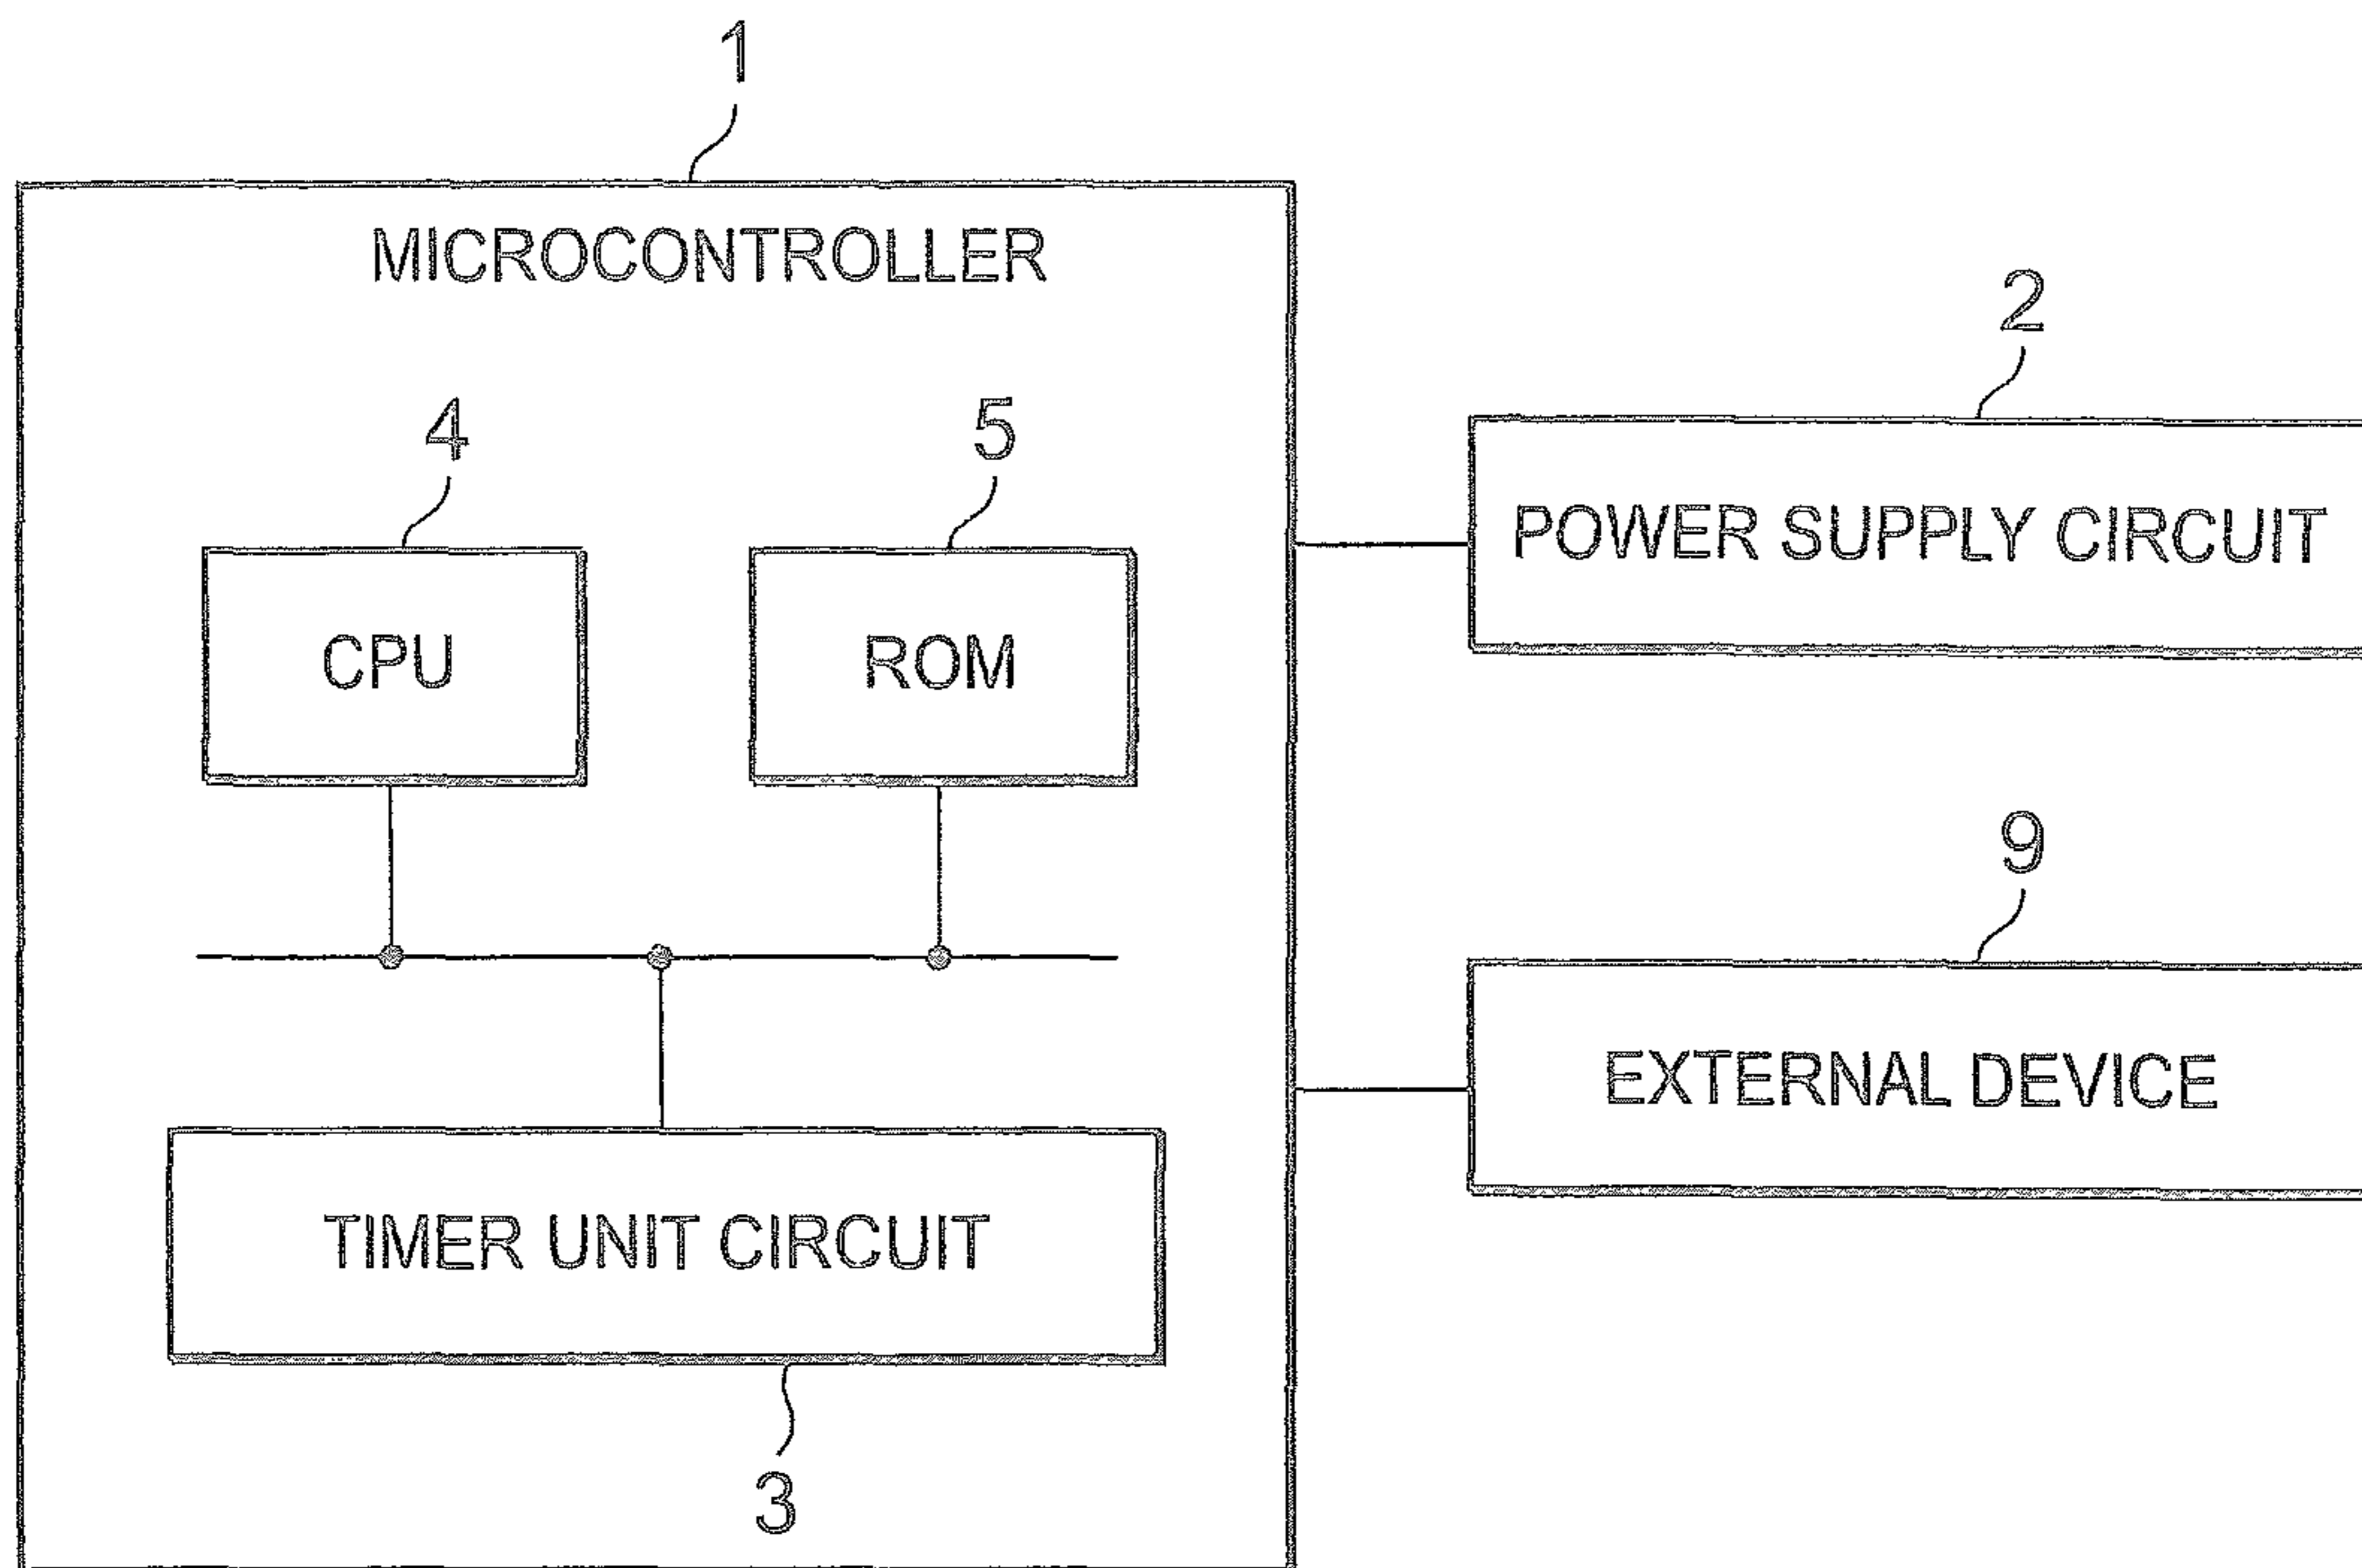 1
MICROCONTROLLER
2
4
5
POWER SUPPLY CIRCUIT
CPU
ROM
9
EXTERNAL DEVICE
TIMER UNIT CIRCUIT
3